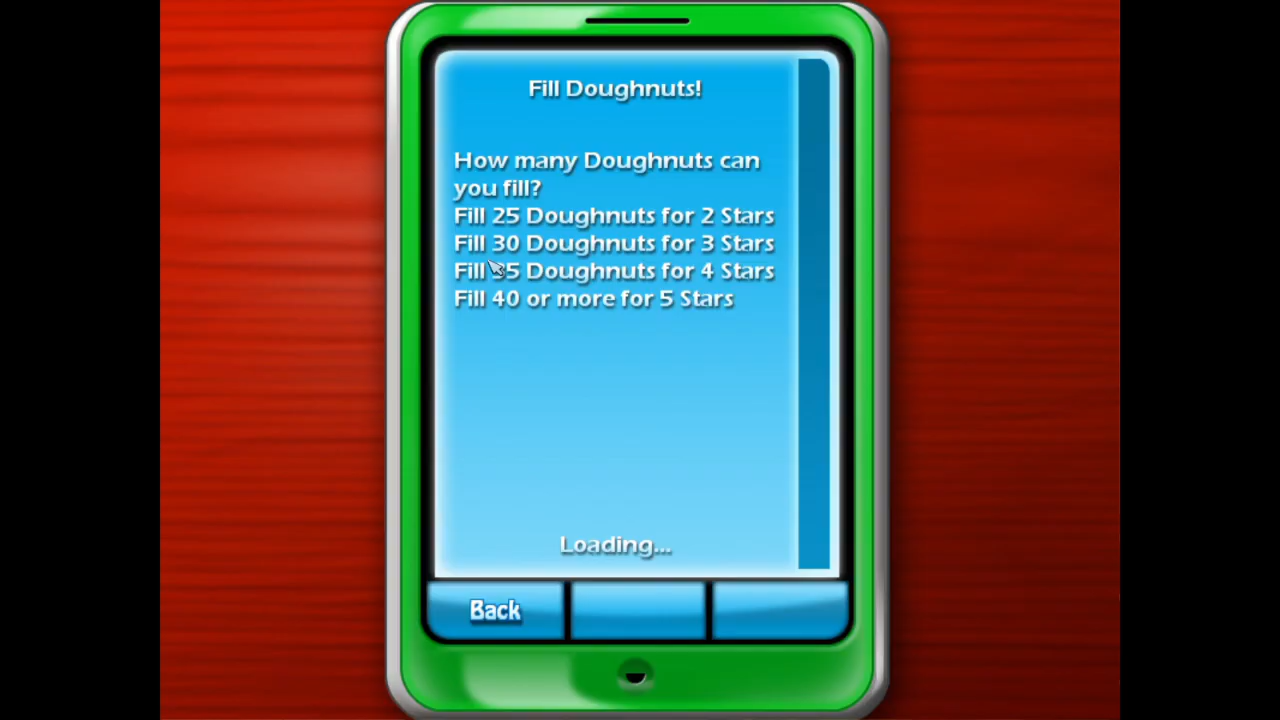 Fill Doughnuts!
How many Doughnuts can
you fill?
Fill 25 Doughnuts for 2 Stars
Fill 30 Doughnuts for 3 Stars
Fill 35 Doughnuts for 4 Stars
Fill 40 or more for 5 Stars
Loading...
Back